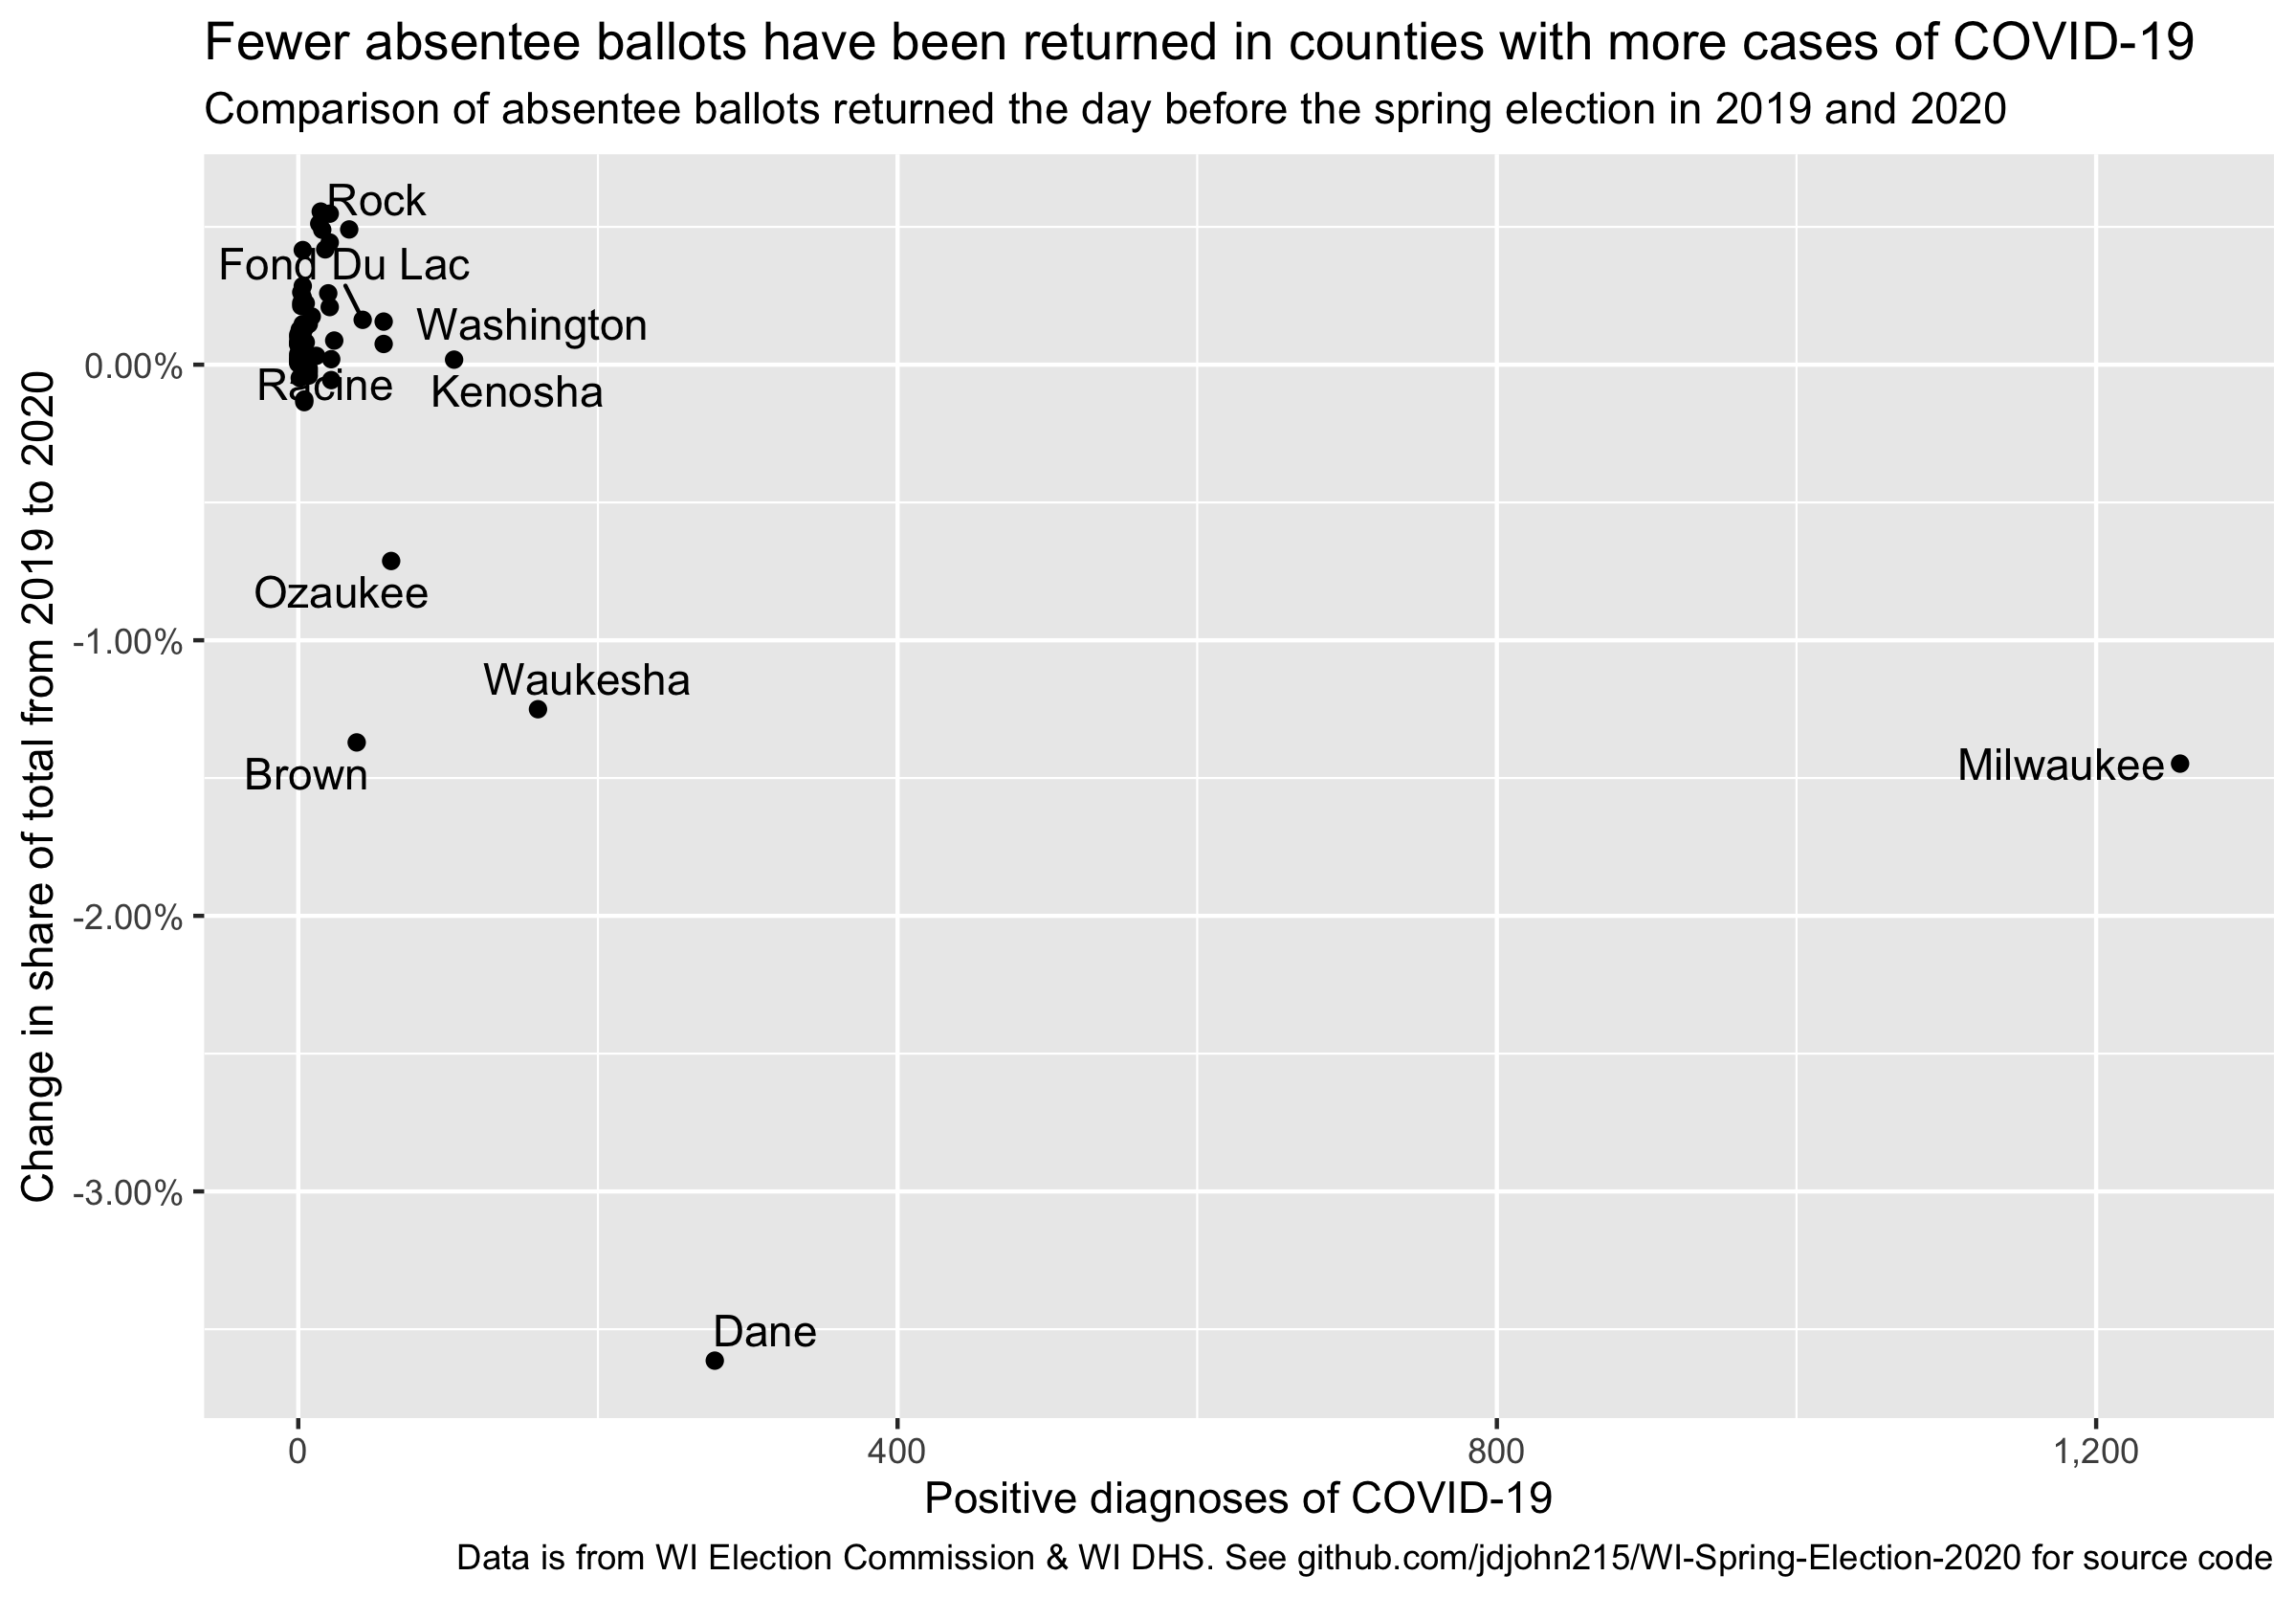 Fewer absentee ballots have been returned in counties with more cases of COVID-19
Comparison of absentee ballots returned the day before the spring election in 2019 and 2020
Rock
Fond Du Lac
Washington
0.00%
Racine
Kenosha
Ozaukee
-1.00%
Waukesha
Brown
Milwaukee
-2.00%
-3.00%
Dane
Change in share of total from 2019 to 2020
0
400
800
1,200
Positive diagnoses of COVID-19
Data is from WI Election Commission & WI DHS. See github.com/jdjohn215/WI-Spring-Election-2020 for source code